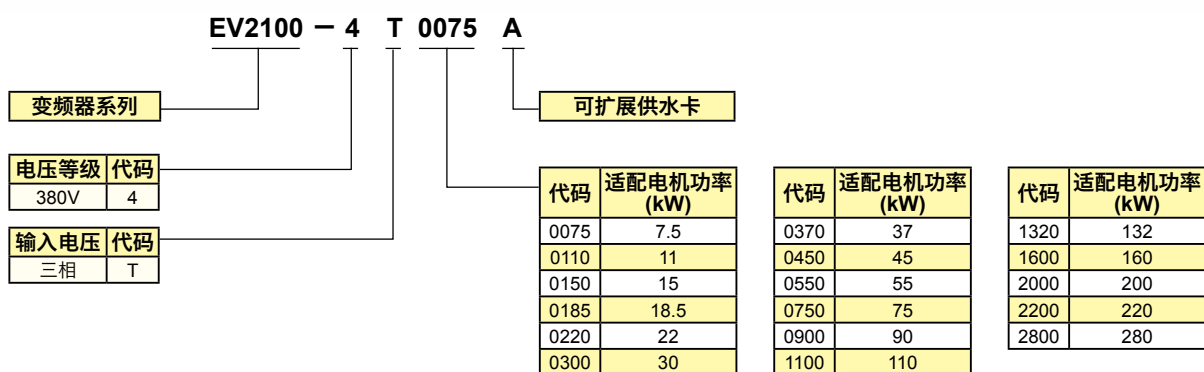 EV2100 － 4 T 0075 A
变频器系列
可扩展供水卡
电压等级 代码
380V 4
输入电压 代码
三相 T
代码 适配电机功率
(kW)
0075 7.5
0110 11
0150 15
0185 18.5
0220 22
0300 30
代码 适配电机功率
(kW)
0370 37
0450 45
0550 55
0750 75
0900 90
1100 110
代码 适配电机功率
(kW)
1320 132
1600 160
2000 200
2200 220
2800 280